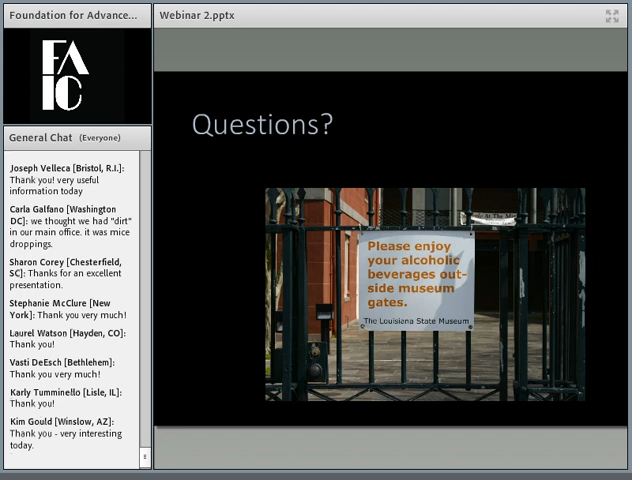 Foundation for Advance...
FA
IC
General Chat (Everyone)
Joseph Velleca [Bristol, R.I.]:
Thank you! very useful
information today
Carla Galfano [Washington
DC]: we thought we had "dirt"
in our main office. it was mice
droppings.
Sharon Corey [Chesterfield,
SC]: Thanks for an excellent
presentation.
Stephanie McClure [New
York]: Thank you very much!
Laurel Watson [Hayden, CO]:
Thank you!
Vasti DeEsch [Bethlehem]:
Thank you very much!
Karly Tumminello [Lisle, IL]:
Thank you!
Kim Gould [Winslow, AZ]:
Thank you - very interesting
today.
Webinar 2.pptx
Questions?
Please enjoy
your alcoholic
beverages out-
side museum
gates.
The Louisiana State Museum